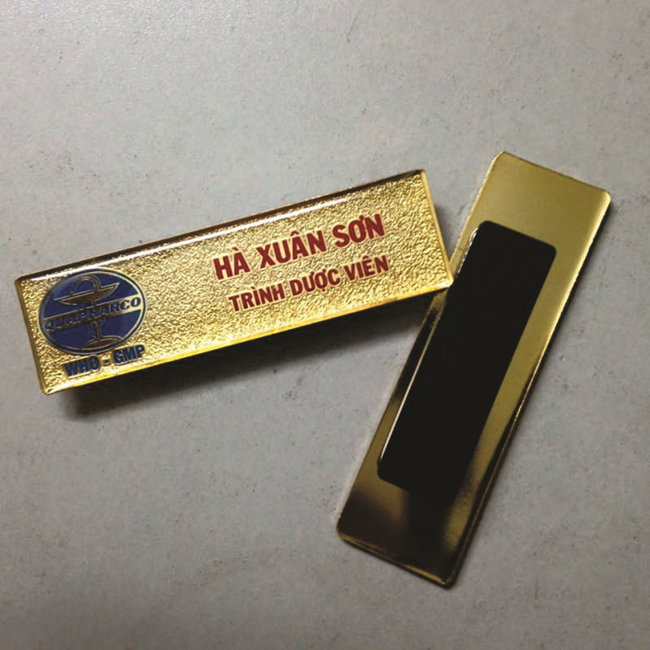 HÀ XUÂN SƠN
TRÌNH DƯỢC VIÊN
WHO - GMP